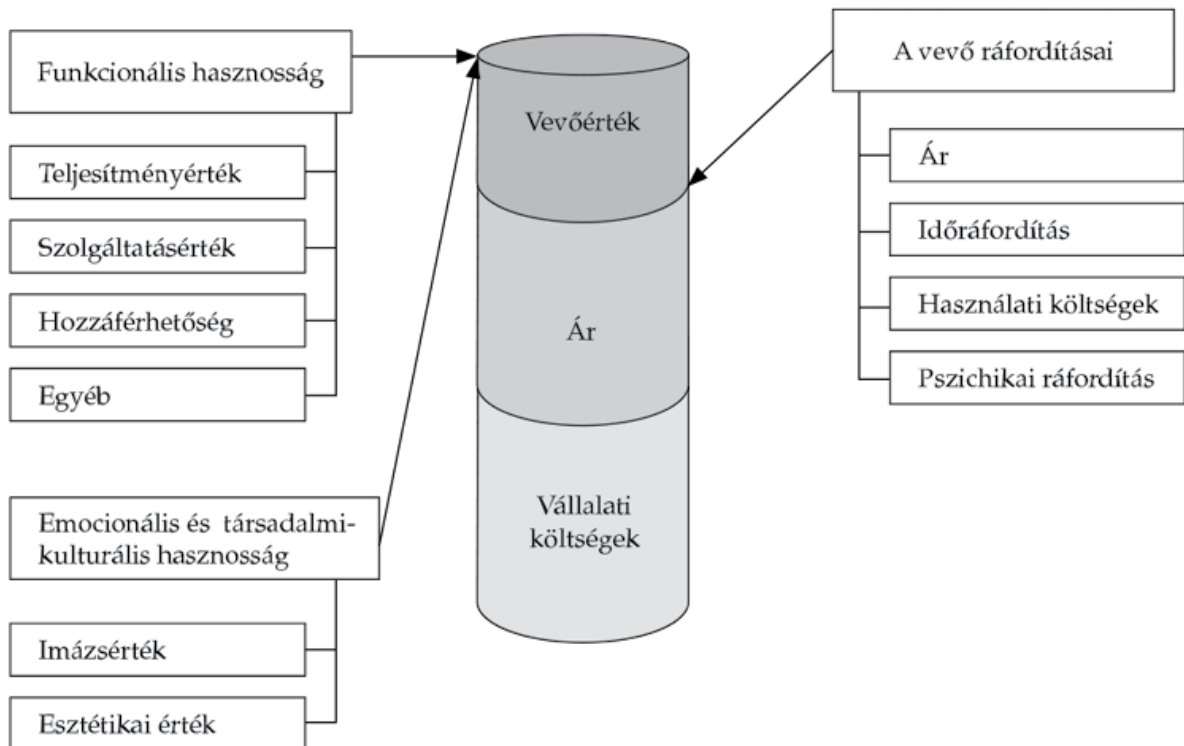 Funkcionális hasznosság
Teljesítményérték
Szolgáltatásérték
Hozzáférhetőség
Egyéb
Emocionális és társadalmi-
kulturális hasznosság
Imázsérték
Esztétikai érték
Vevőérték
Ár
Vállalati
költségek
A vevő ráfordításai
Ár
Időráfordítás
Használati költségek
Pszichikai ráfordítás